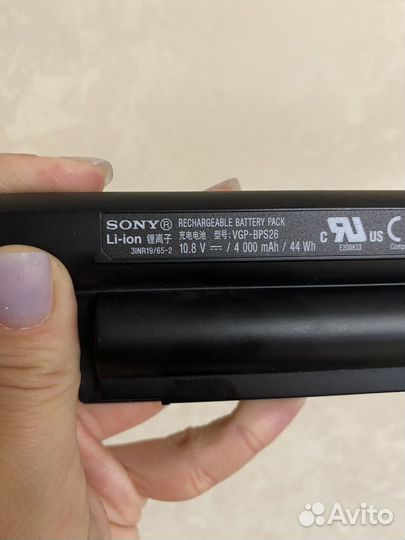 SONY® RECHARGEABLE BATTERY PACK
Li-ion 锂离子 充电电池 型号: VGP-BPS26
3INR19/65-2 10.8 V ⎓ / 4 000 mAh / 44 Wh
c RU US
E200833
Avito